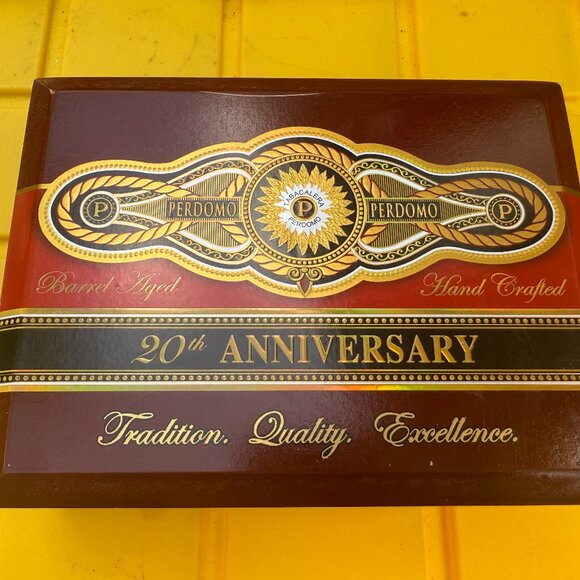 TABACALERA
P PERDOMO P PERDOMO P
PERDOMO
Barrel Aged Hand Crafted
20th ANNIVERSARY
Tradition. Quality. Excellence.